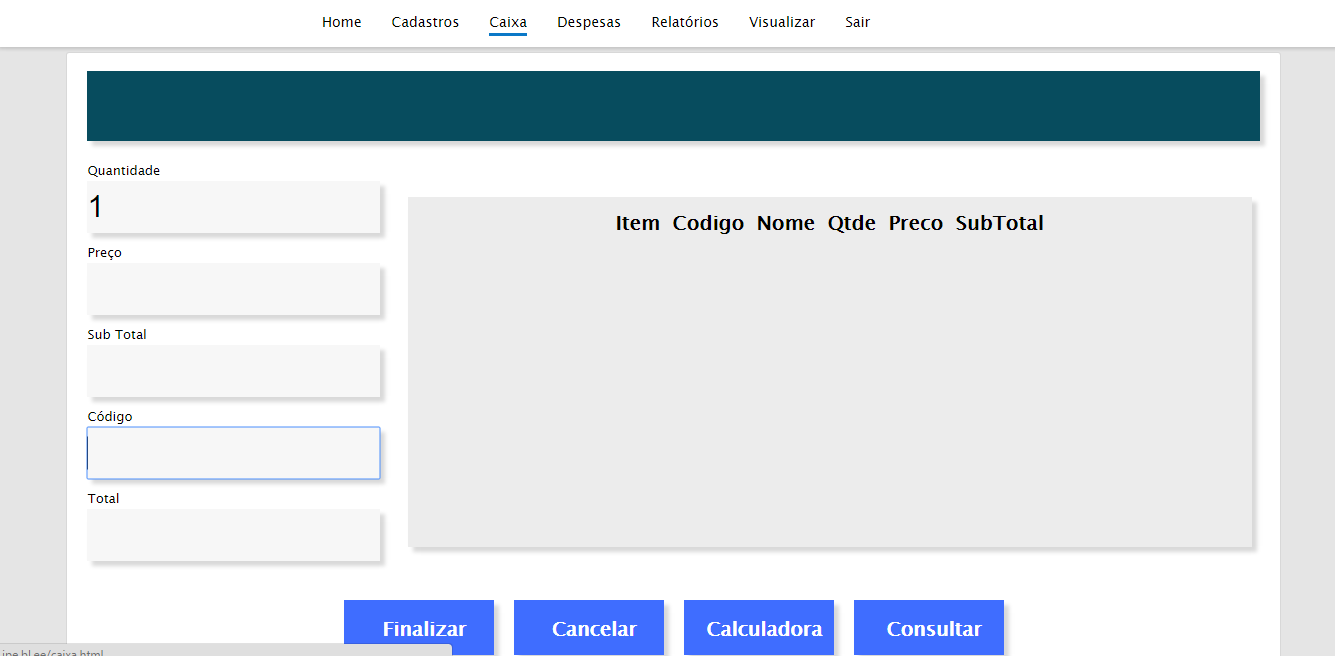 Home Cadastros Caixa Despesas Relatórios Visualizar Sair
Quantidade
1
Preço
Sub Total
Código
Total
Item Codigo Nome Qtde Preco SubTotal
Finalizar Cancelar Calculadora Consultar